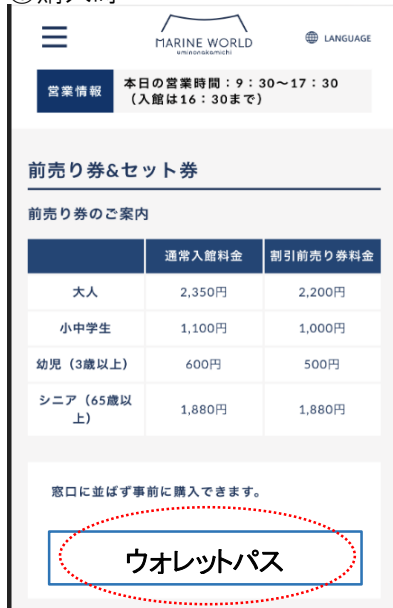 MARINE WORLD
uminonakamichi
LANGUAGE
営業情報
本日の営業時間：9：30～17：30
（入館は16：30まで）
前売り券&セット券
前売り券のご案内
通常入館料金 割引前売り券料金
大人 2,350円 2,200円
小中学生 1,100円 1,000円
幼児（3歳以上） 600円 500円
シニア（65歳以
上） 1,880円 1,880円
窓口に並ばず事前に購入できます。
ウォレットパス